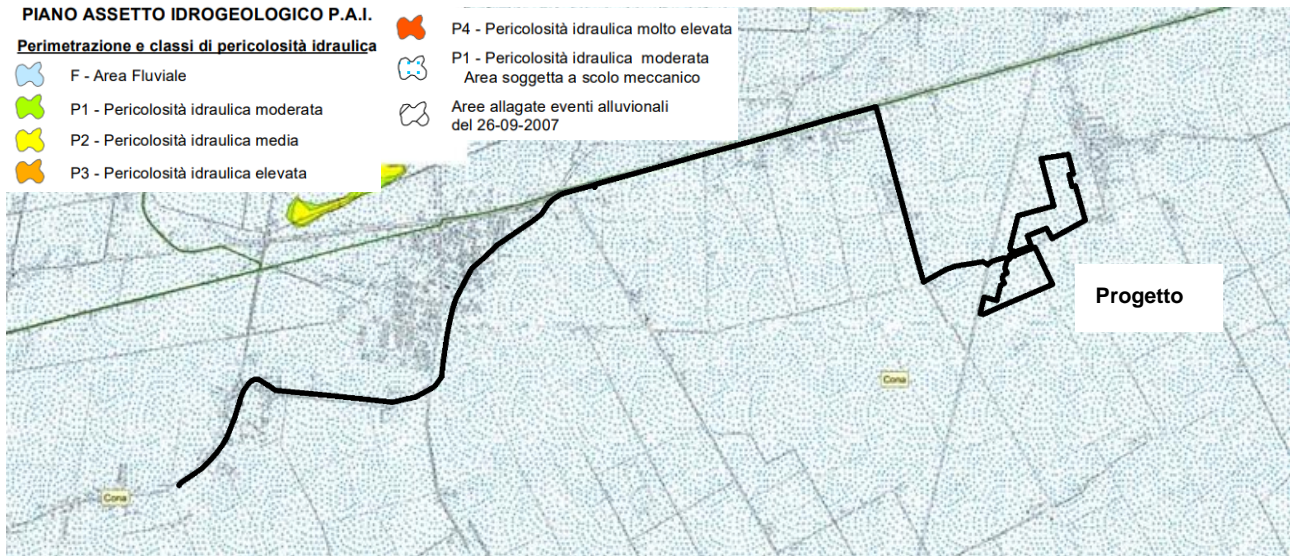 PIANO ASSETTO IDROGEOLOGICO P.A.I.
Perimetrazione e classi di pericolosità idraulica
F - Area Fluviale
P1 - Pericolosità idraulica moderata
P2 - Pericolosità idraulica media
P3 - Pericolosità idraulica elevata
P4 - Pericolosità idraulica molto elevata
P1 - Pericolosità idraulica moderata
Area soggetta a scolo meccanico
Aree allagate eventi alluvionali
del 26-09-2007
Progetto
Cona
Cona